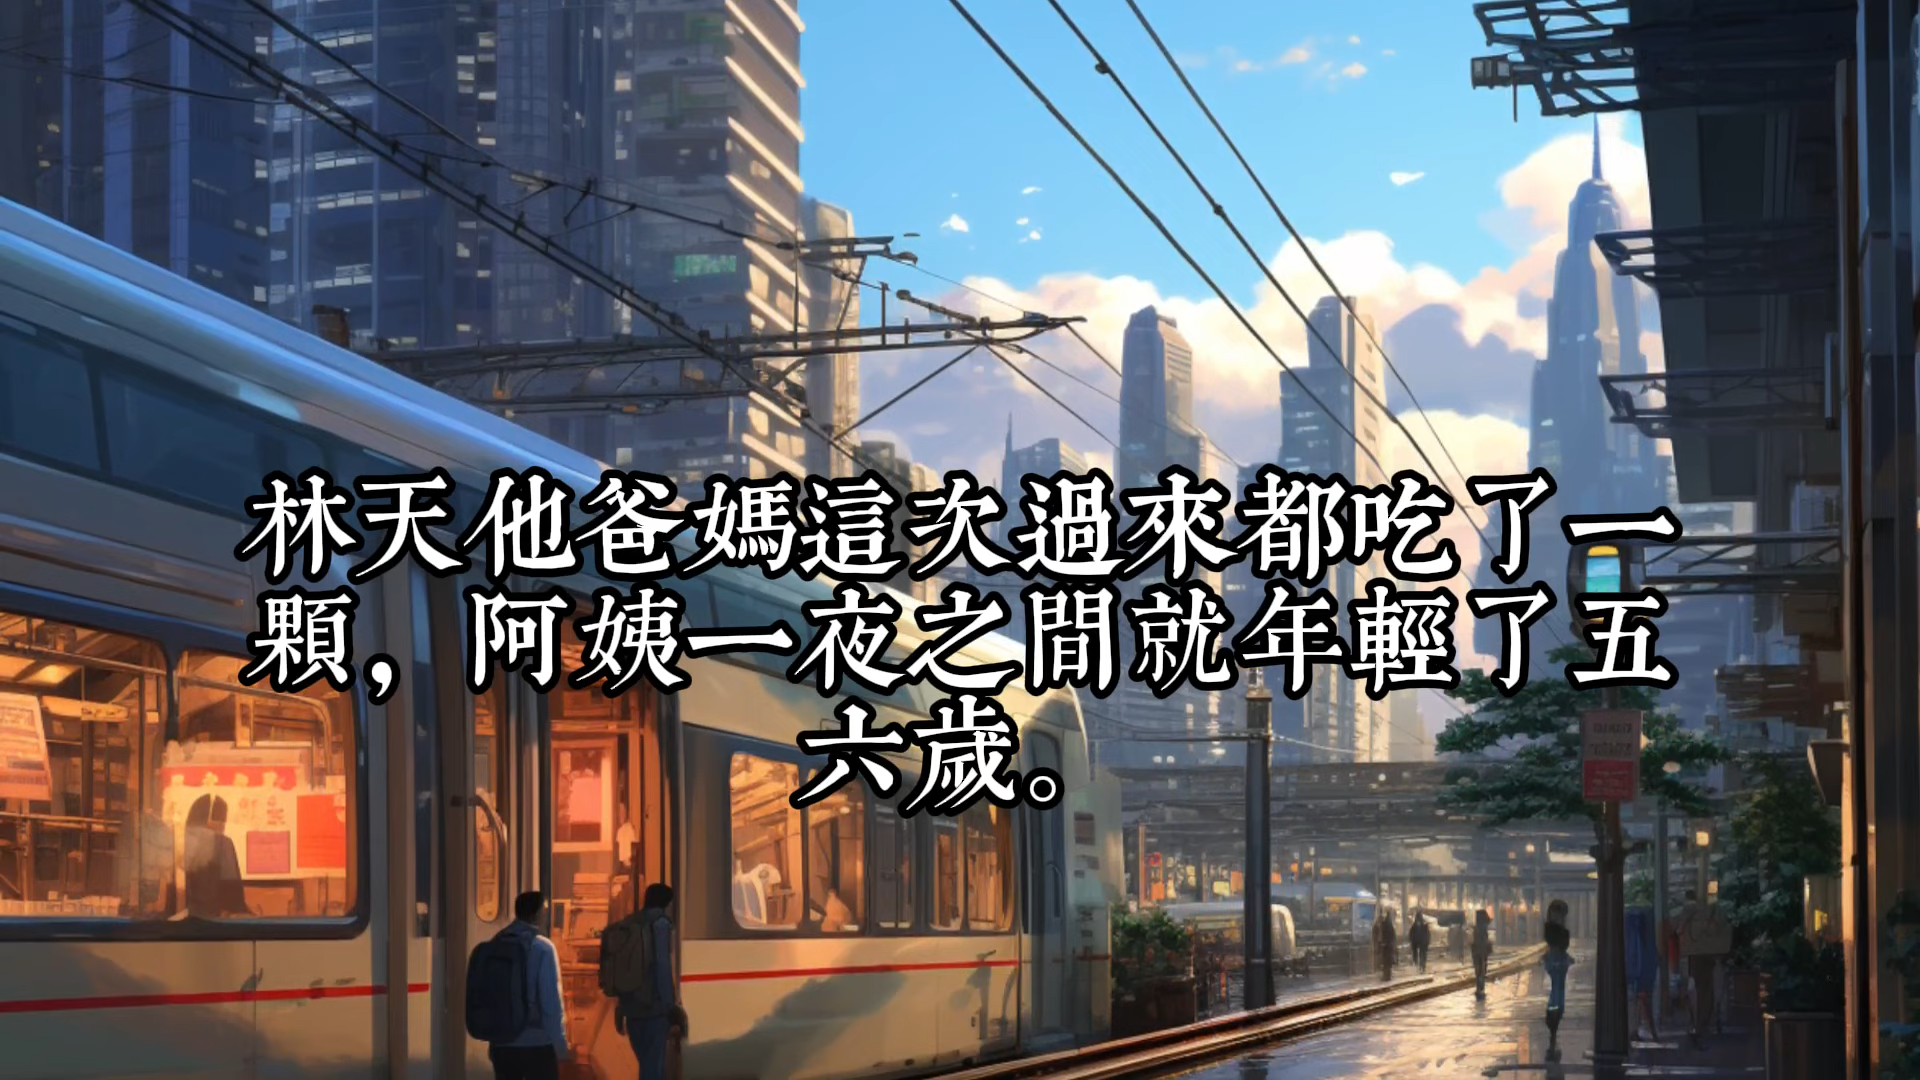 林天他爸媽這次過來都吃了一
顆，阿姨一夜之間就年輕了五
六歲。